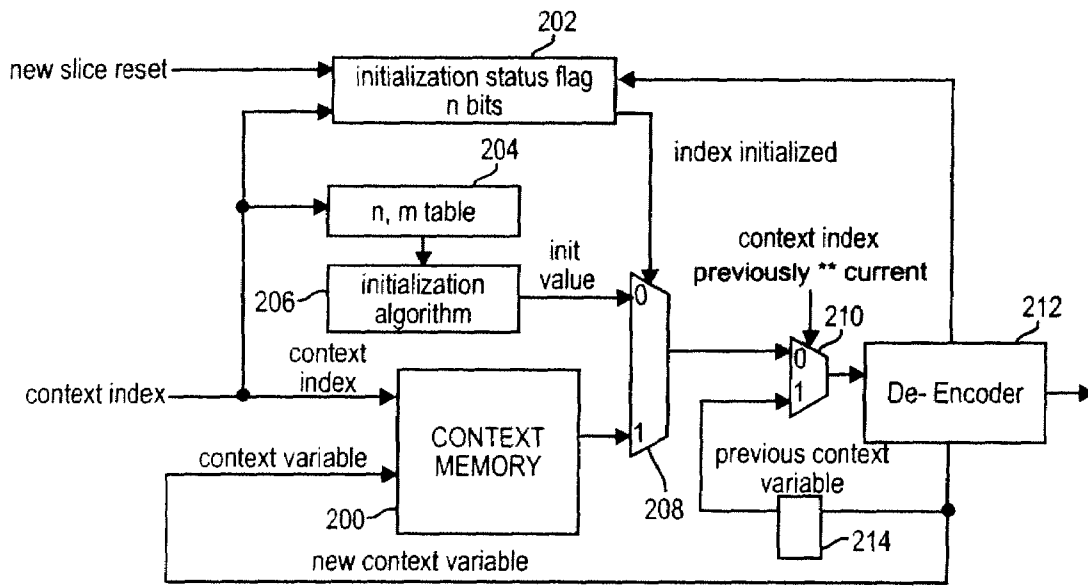 202
new slice reset
initialization status flag
n bits
index initialized
204
n, m table
context index
previously ** current
init
value
206
initialization
algorithm
0
210
212
0
1
De- Encoder
context
index
context index
CONTEXT
MEMORY
1
previous context
variable
context variable
200
208
214
new context variable